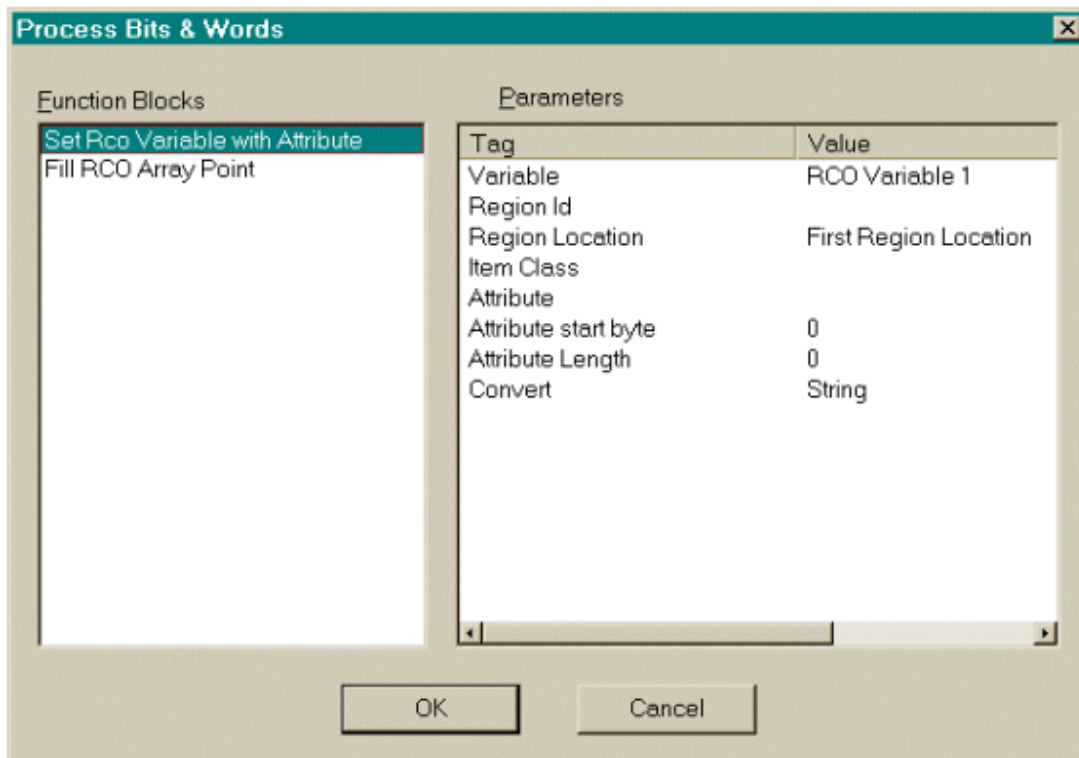 Process Bits & Words
Function Blocks
Set Rco Variable with Attribute
Fill RCO Array Point
Parameters
Tag Value
Variable RCO Variable 1
Region Id
Region Location First Region Location
Item Class
Attribute
Attribute start byte 0
Attribute Length 0
Convert String
OK Cancel